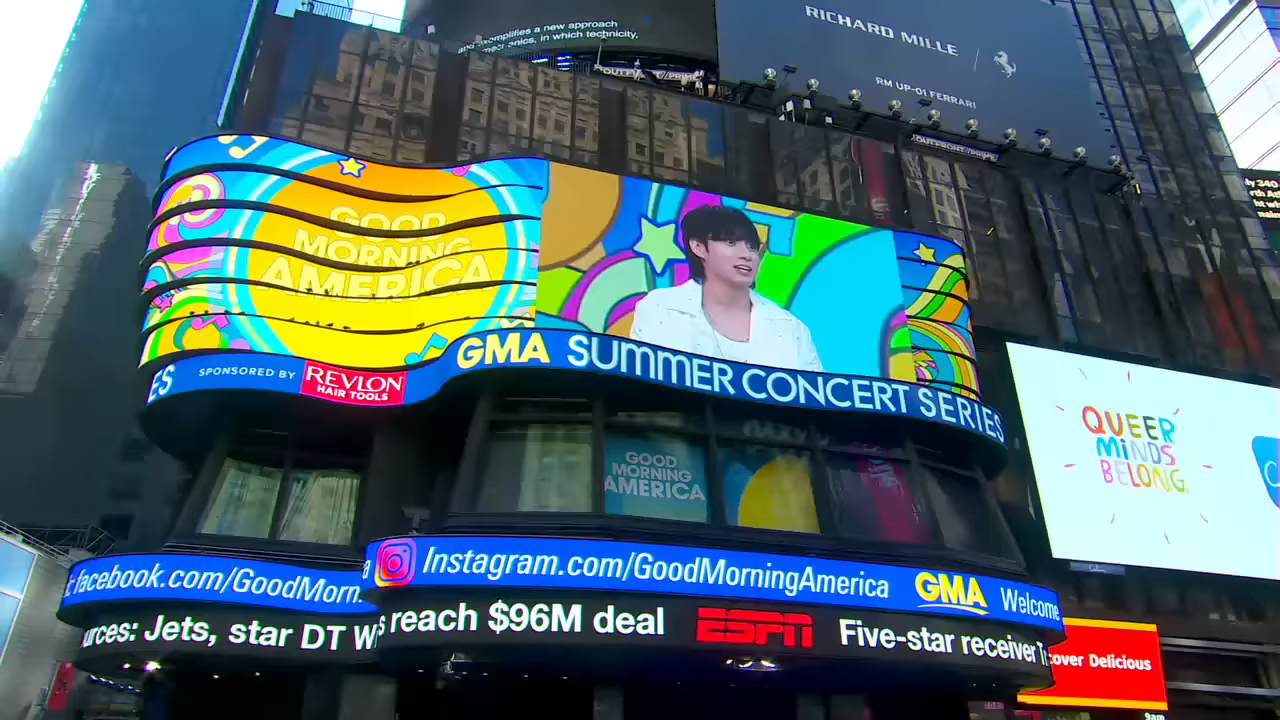 and exemplifies a new approach
in which technicity,
RICHARD MILLE
RM UP-01 FERRARI
OUTFRONT/PRIME
GOOD
MORNING
AMERICA
SPONSORED BY REVLON
HAIR TOOLS
GMA SUMMER CONCERT SERIES
GOOD
MORNING
AMERICA
QUEER
MiNDS
BELONG
facebook.com/GoodMorn
Instagram.com/GoodMorningAmerica GMA Welcome
urces: Jets, star DT W
s reach $96M deal ESPN Five-star receiver
cover Delicious